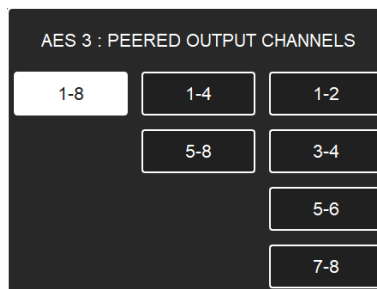 AES 3 : PEERED OUTPUT CHANNELS
1-8 1-4 1-2
5-8 3-4
5-6
7-8